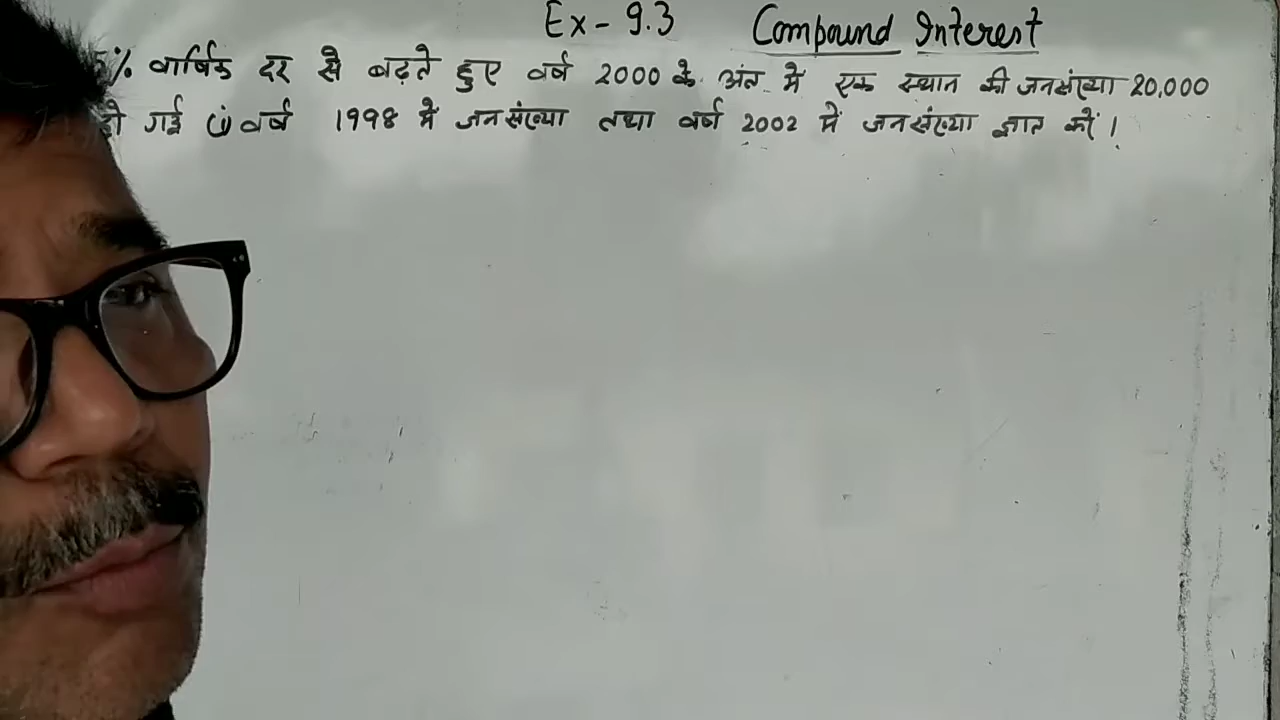 Ex - 9.3 Compound Interest
5% वार्षिक दर से बढ़ते हुए वर्ष 2000 के अंत में एक स्थान की जनसंख्या 20,000
हो गई (i) वर्ष 1998 में जनसंख्या तथा वर्ष 2002 में जनसंख्या ज्ञात करें।